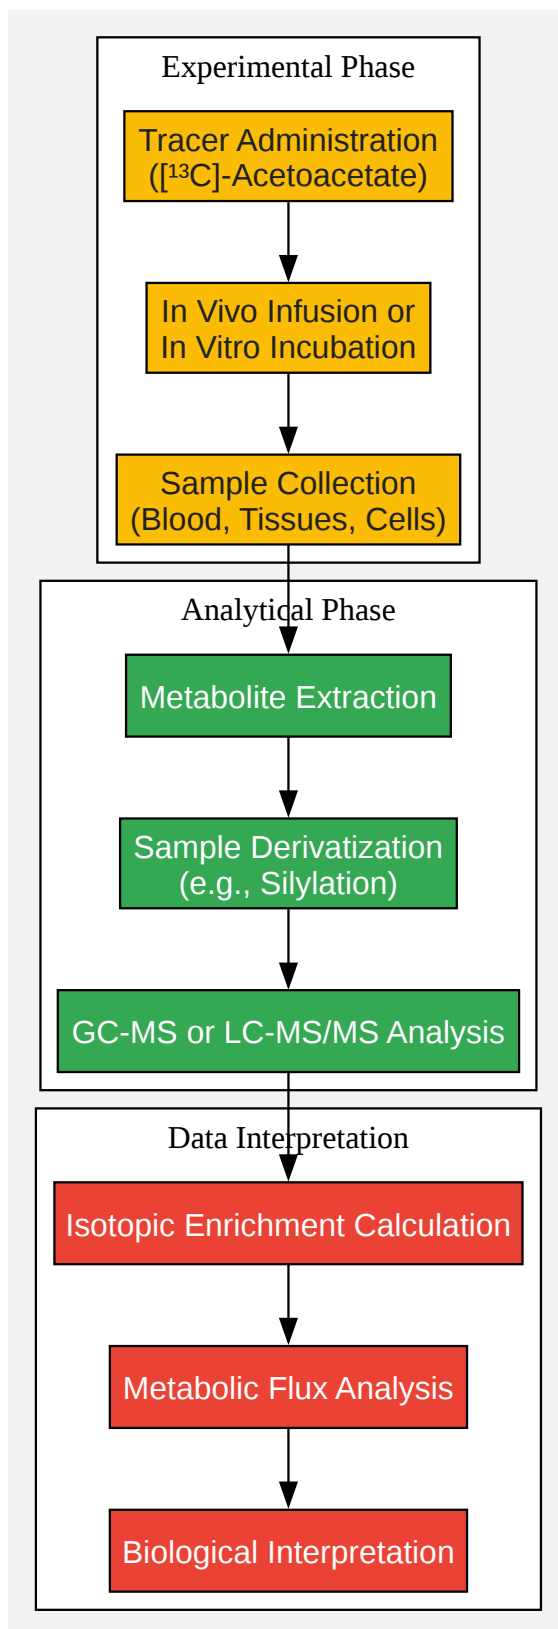 Experimental Phase
Tracer Administration
([¹³C]-Acetoacetate)
In Vivo Infusion or
In Vitro Incubation
Sample Collection
(Blood, Tissues, Cells)
Analytical Phase
Metabolite Extraction
Sample Derivatization
(e.g., Silylation)
GC-MS or LC-MS/MS Analysis
Data Interpretation
Isotopic Enrichment Calculation
Metabolic Flux Analysis
Biological Interpretation